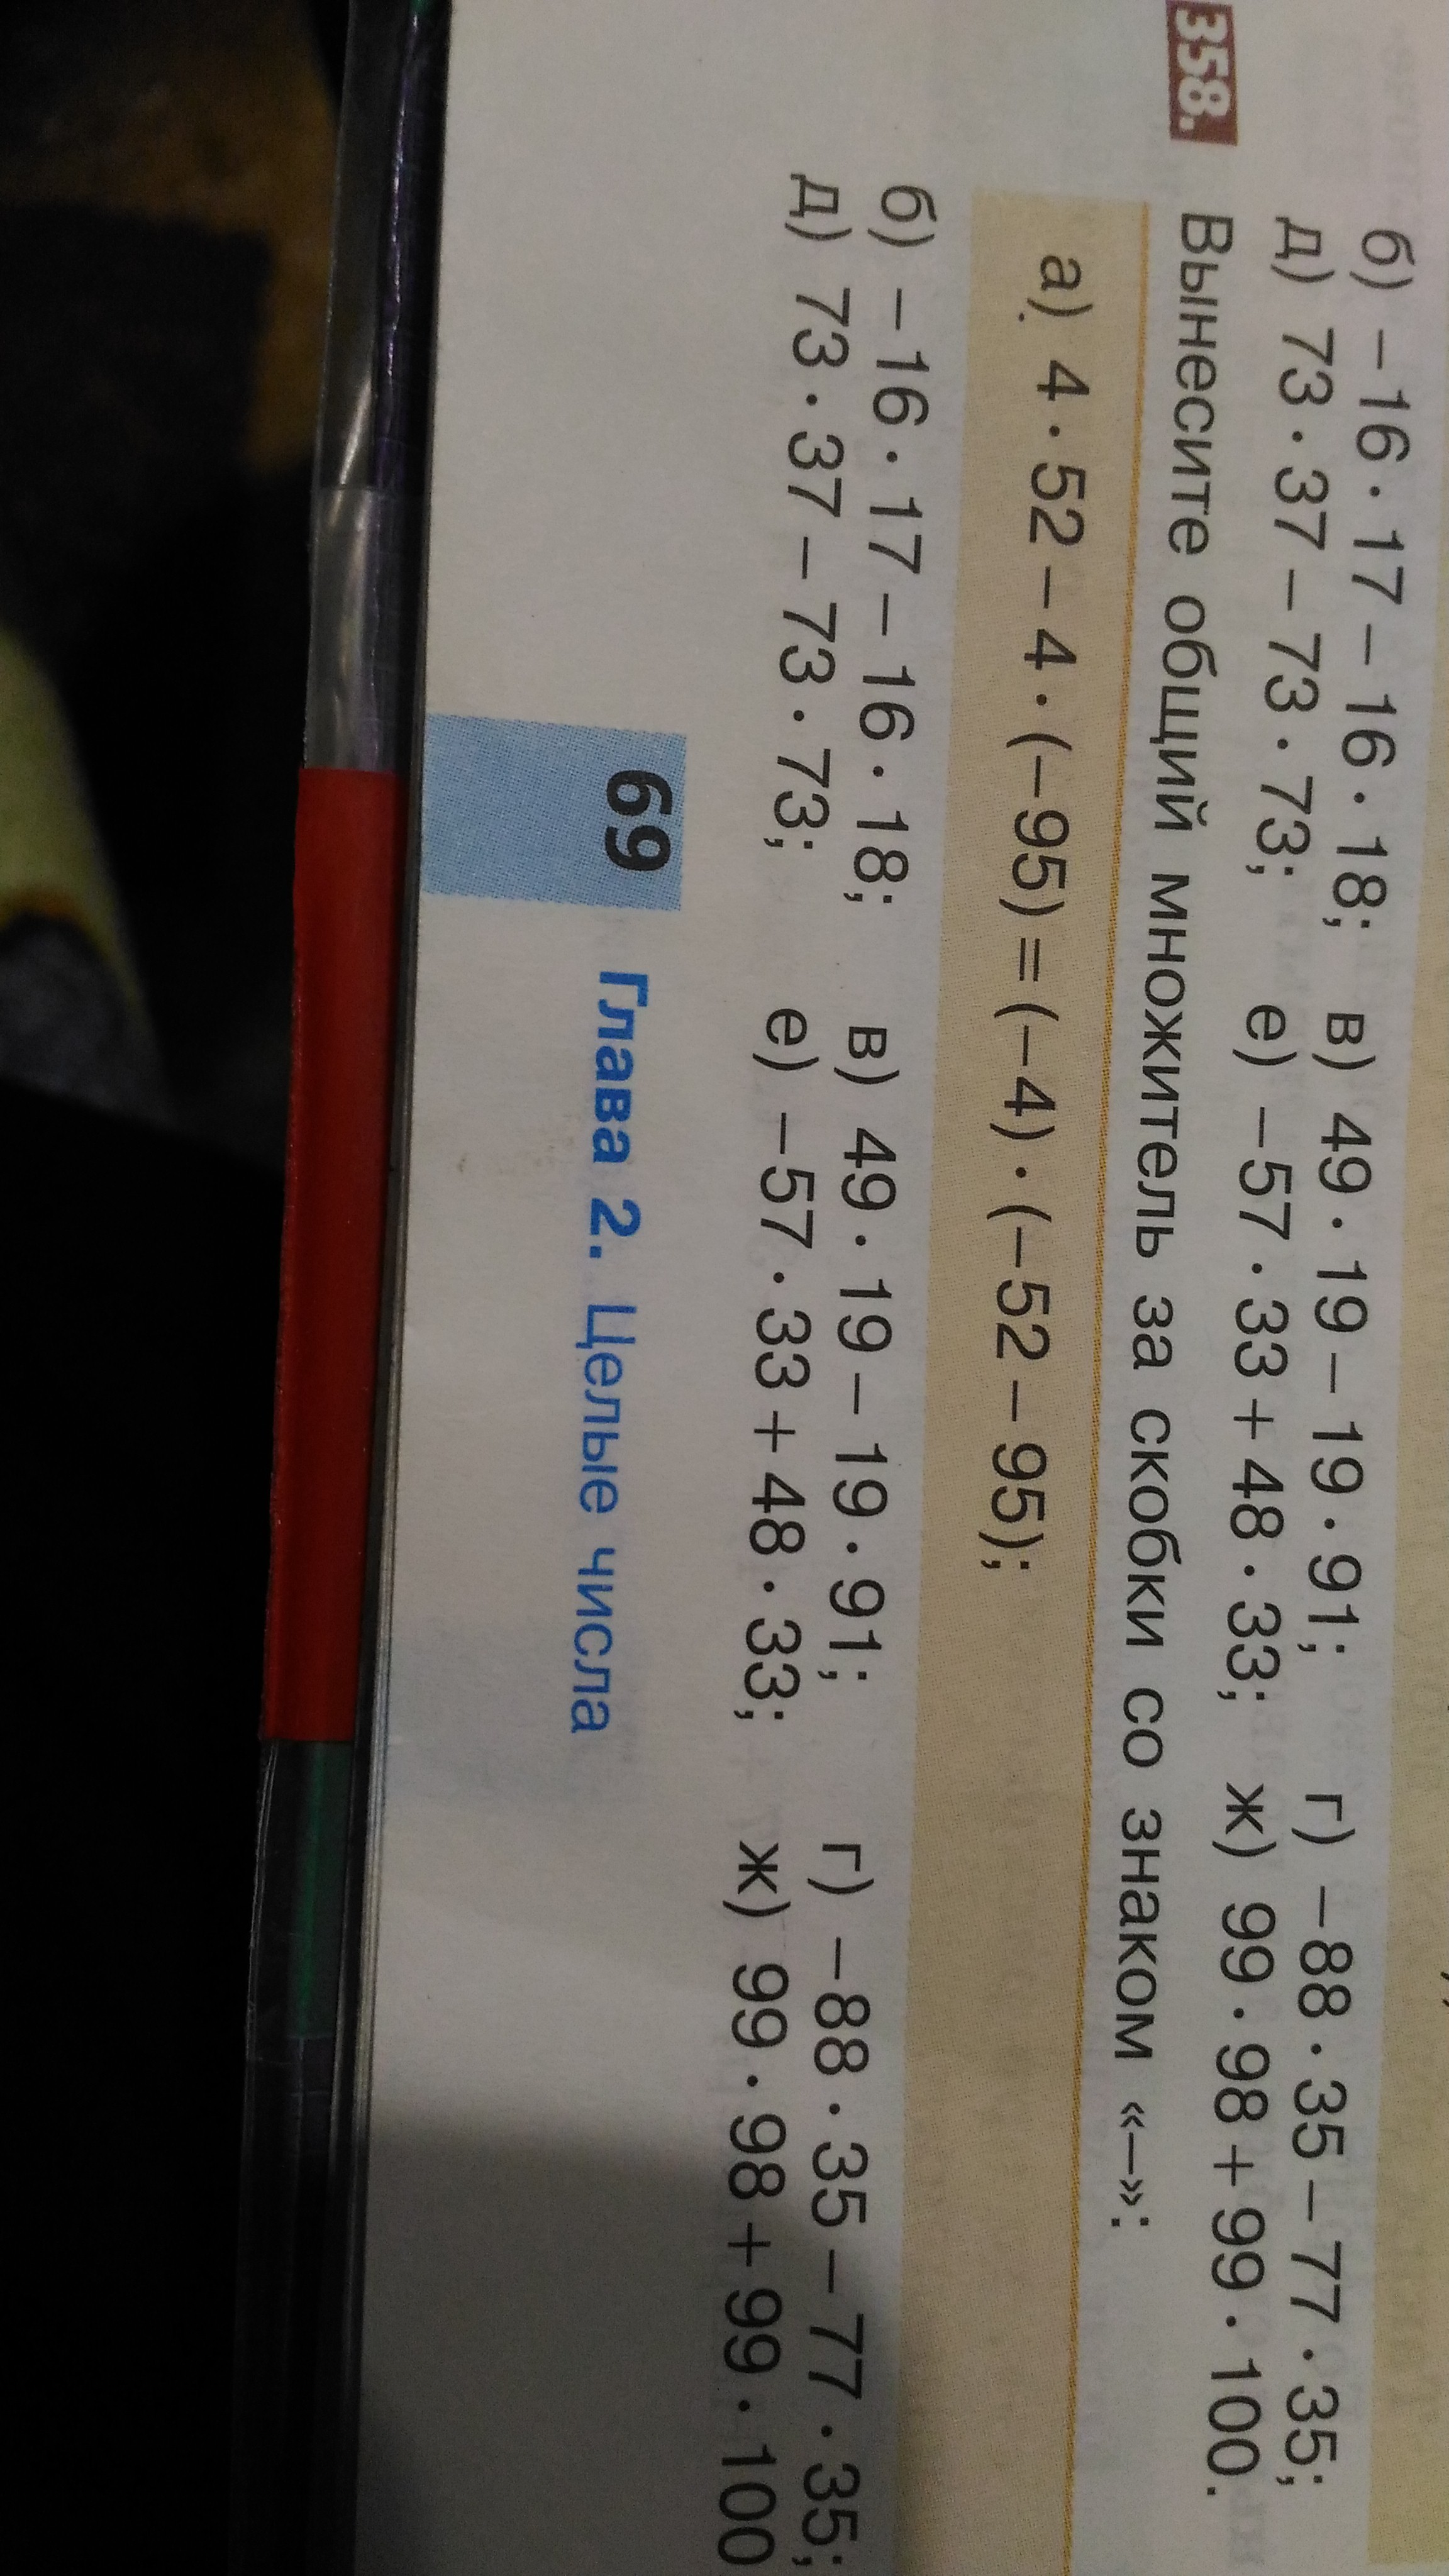 б) −16 · 17 − 16 · 18; в) 49 · 19 − 19 · 91; г) −88 · 35 − 77 · 35;
д) 73 · 37 − 73 · 73; е) −57 · 33 + 48 · 33; ж) 99 · 98 + 99 · 100.
358. Вынесите общий множитель за скобки со знаком «−»:
а) 4 · 52 − 4 · (−95) = (−4) · (−52 − 95);
б) −16 · 17 − 16 · 18; в) 49 · 19 − 19 · 91; г) −88 · 35 − 77 · 35;
д) 73 · 37 − 73 · 73; е) −57 · 33 + 48 · 33; ж) 99 · 98 + 99 · 100
69 Глава 2. Целые числа